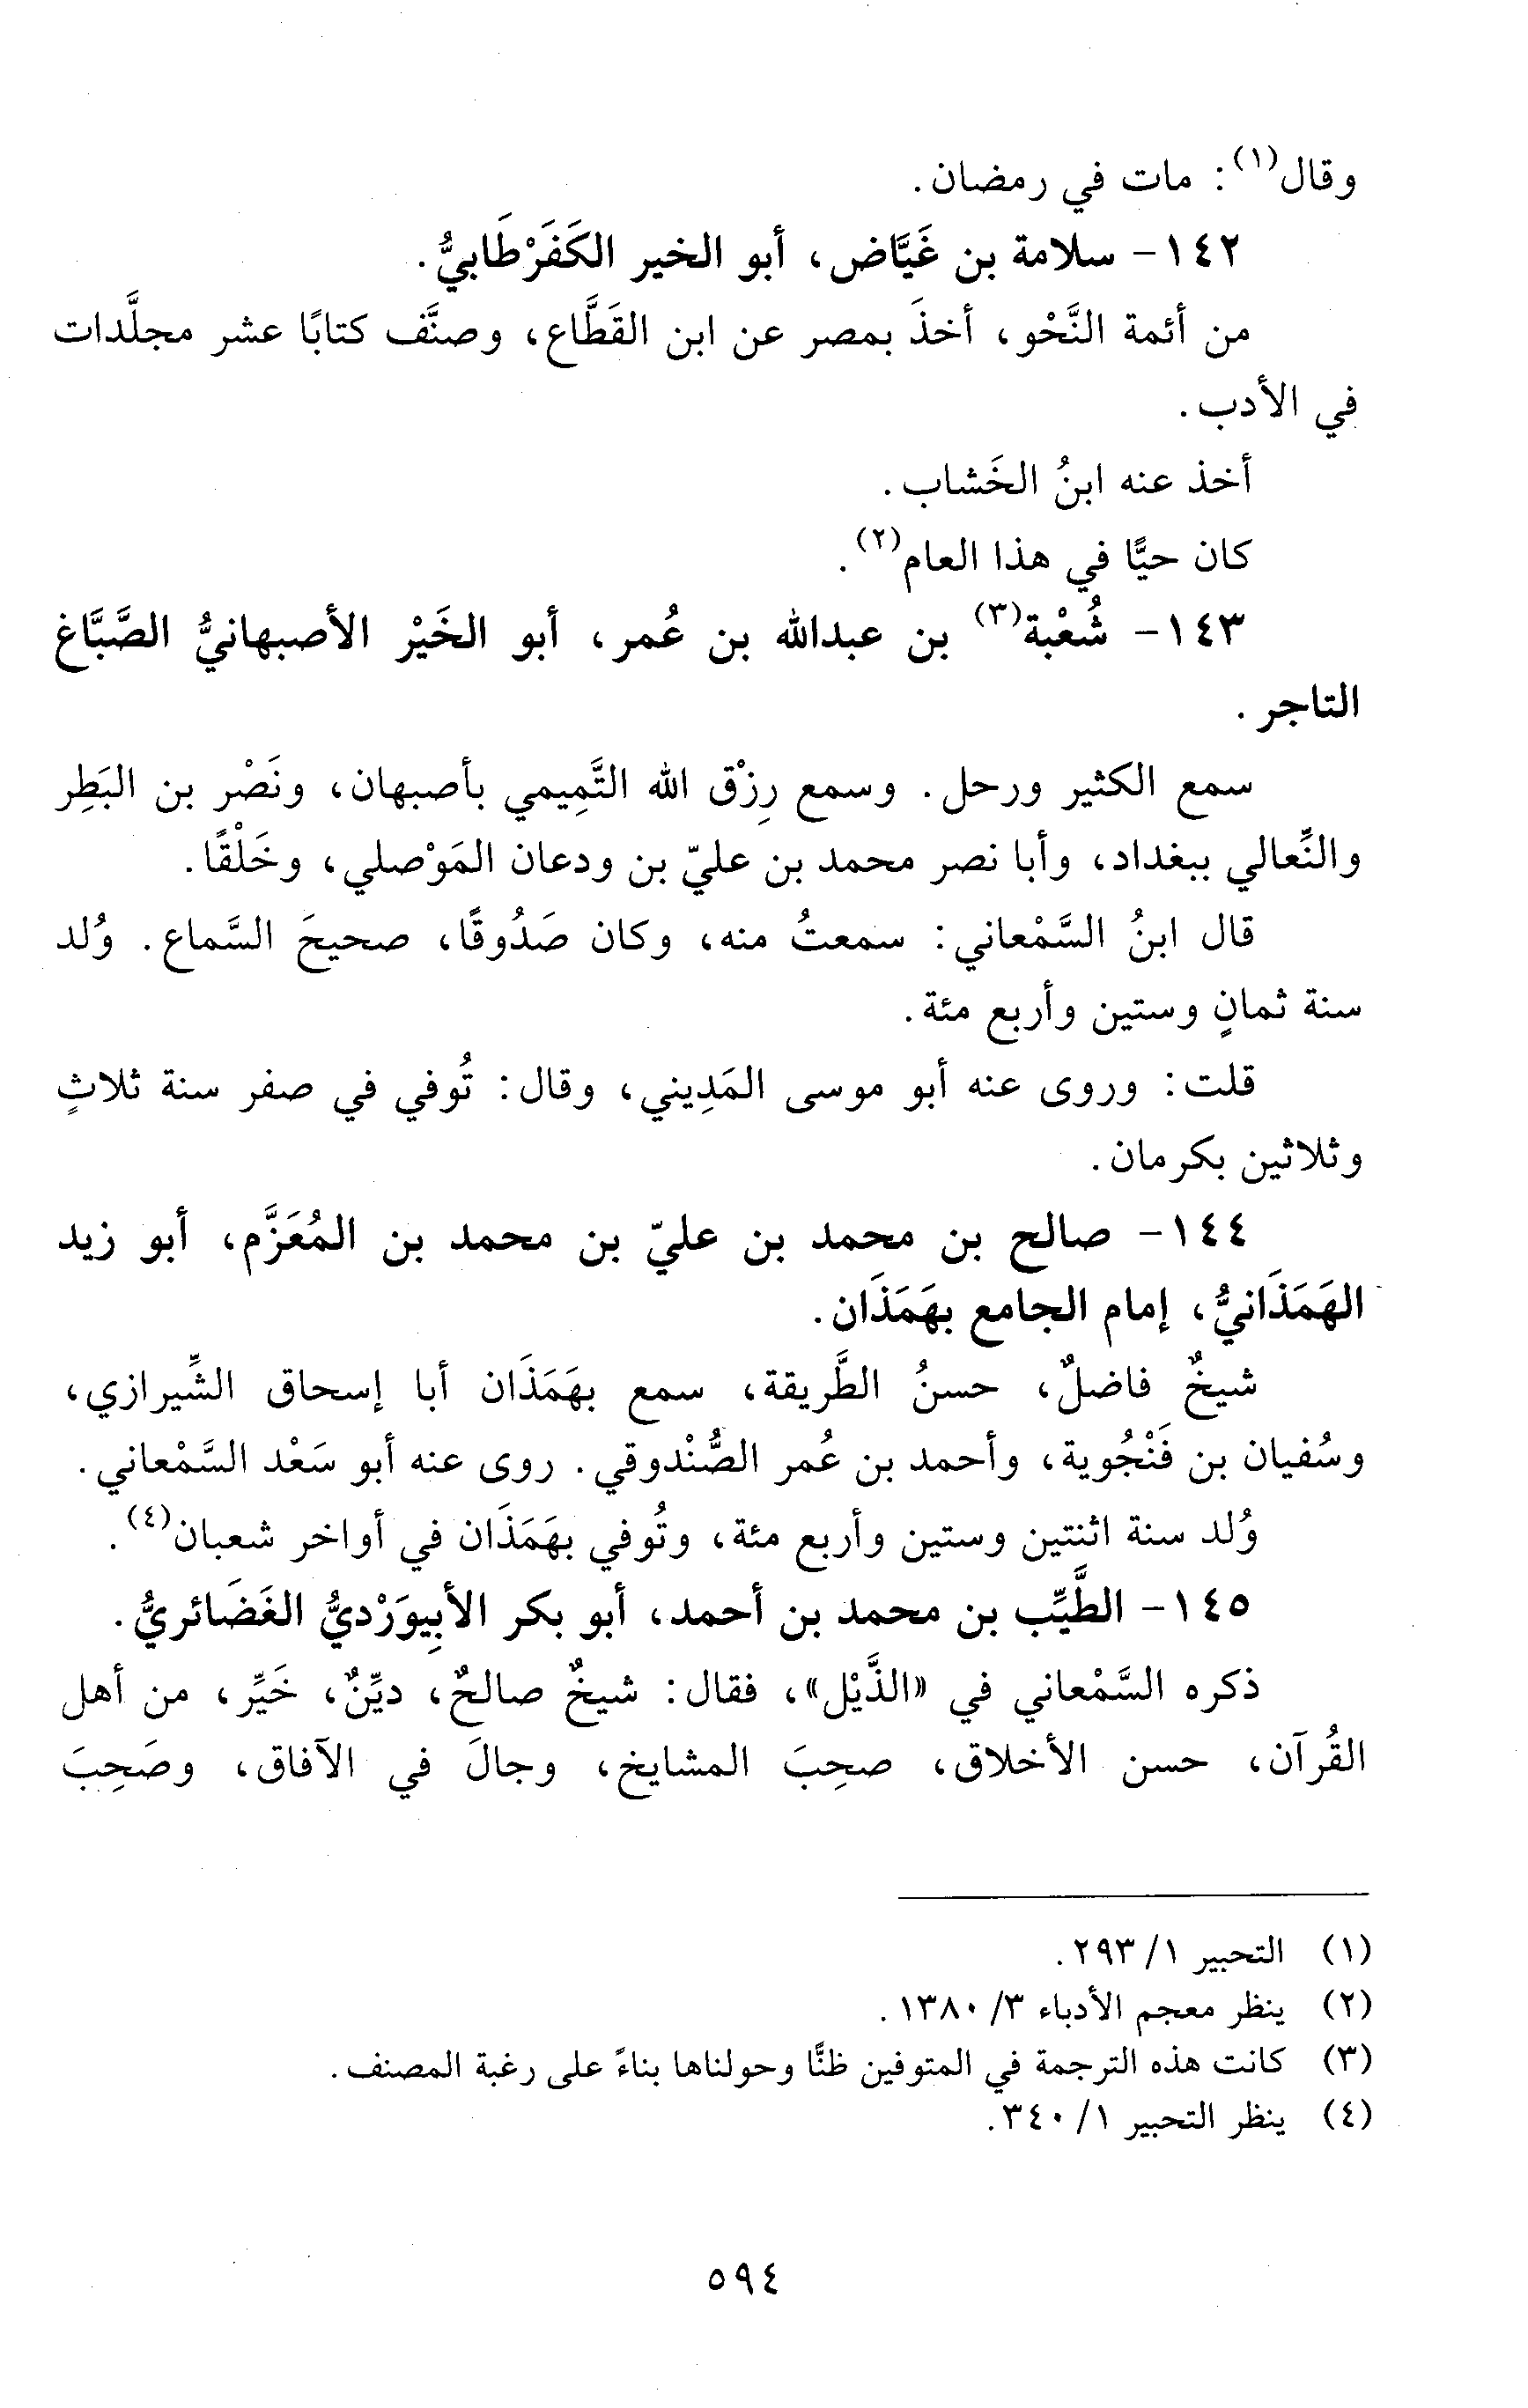 وقال(١): مات في رمضان.
١٤٢- سلامة بن غَيَّاض، أبو الخير الكَفَرْطَابيُّ.
من أئمة النَّحْو، أخذَ بمصر عن ابن القَطَّاع، وصنَّف كتابًا عشر مجلَّدات
في الأدب.
أخذ عنه ابنُ الخَشاب.
كان حيًّا في هذا العام(٢).
١٤٣- شُعْبة(٣) بن عبدالله بن عُمر، أبو الخَيْر الأصبهانيُّ الصَّبَّاغ
التاجر.
سمع الكثير ورحل. وسمع رِزْق الله التَّمِيمي بأصبهان، ونَصْر بن البَطِر
والنِّعالي ببغداد، وأبا نصر محمد بن عليّ بن ودعان المَوْصلي، وخَلْقًا.
قال ابنُ السَّمْعاني: سمعتُ منه، وكان صَدُوقًا، صحيحَ السَّماع. وُلد
سنة ثمانٍ وستين وأربع مئة.
قلت: وروى عنه أبو موسى المَدِيني، وقال: تُوفي في صفر سنة ثلاثٍ
وثلاثين بكرمان.
١٤٤- صالح بن محمد بن عليّ بن محمد بن المُعَزَّم، أبو زيد
الهَمَذَانيُّ، إمام الجامع بهَمَذَان.
شيخٌ فاضلٌ، حسنُ الطَّريقة، سمع بهَمَذَان أبا إسحاق الشِّيرازي،
وسُفيان بن فَنْجُوية، وأحمد بن عُمر الصُّنْدوقي. روى عنه أبو سَعْد السَّمْعاني.
وُلد سنة اثنتين وستين وأربع مئة، وتُوفي بهَمَذَان في أواخر شعبان(٤).
١٤٥- الطَّيِّب بن محمد بن أحمد، أبو بكر الأبِيوَرْديُّ الغَضَائريُّ.
ذكره السَّمْعاني في «الذَّيْل»، فقال: شيخٌ صالحٌ، ديِّنٌ، خَيِّر، من أهل
القُرآن، حسن الأخلاق، صحِبَ المشايخ، وجالَ في الآفاق، وصَحِبَ
(١) التحبير ١/ ٢٩٣.
(٢) ينظر معجم الأدباء ٣/ ١٣٨٠.
(٣) كانت هذه الترجمة في المتوفين ظنًّا وحولناها بناءً على رغبة المصنف.
(٤) ينظر التحبير ١/ ٣٤٠.
٥٩٤